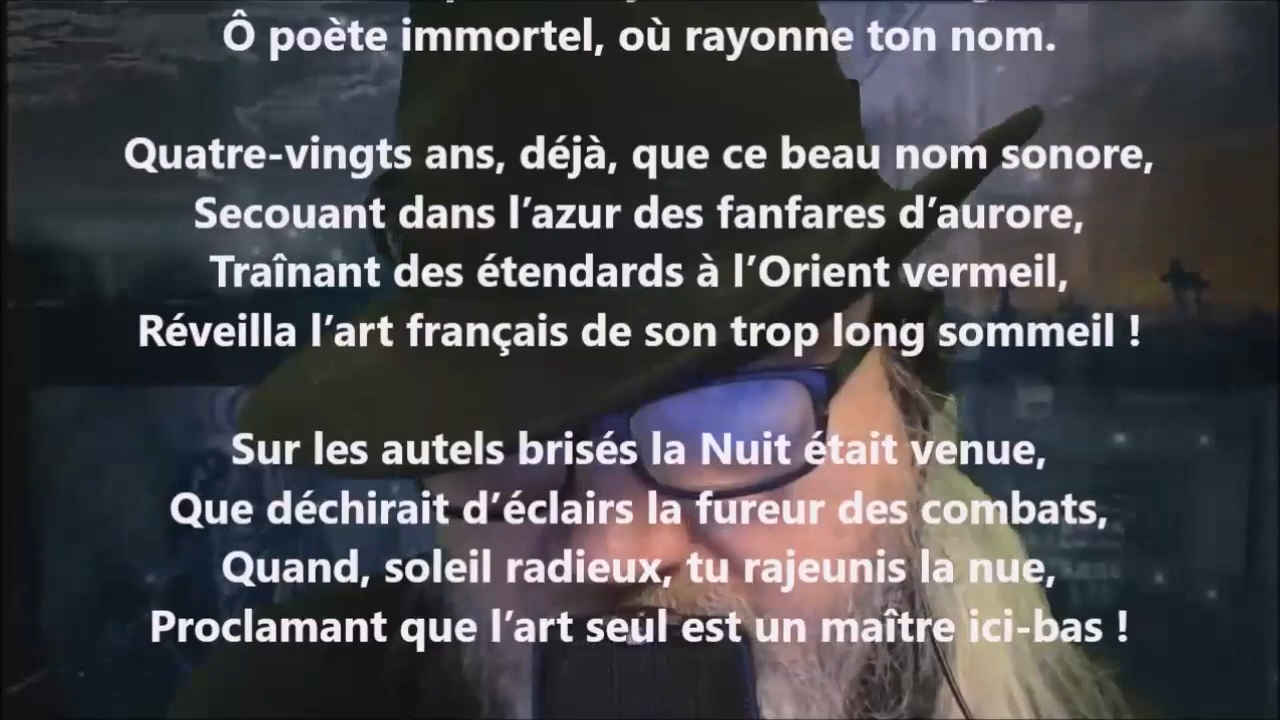 Ô poète immortel, où rayonne ton nom.
Quatre-vingts ans, déjà, que ce beau nom sonore,
Secouant dans l’azur des fanfares d’aurore,
Traînant des étendards à l’Orient vermeil,
Réveilla l’art français de son trop long sommeil !
Sur les autels brisés la Nuit était venue,
Que déchirait d’éclairs la fureur des combats,
Quand, soleil radieux, tu rajeunis la nue,
Proclamant que l’art seul est un maître ici-bas !